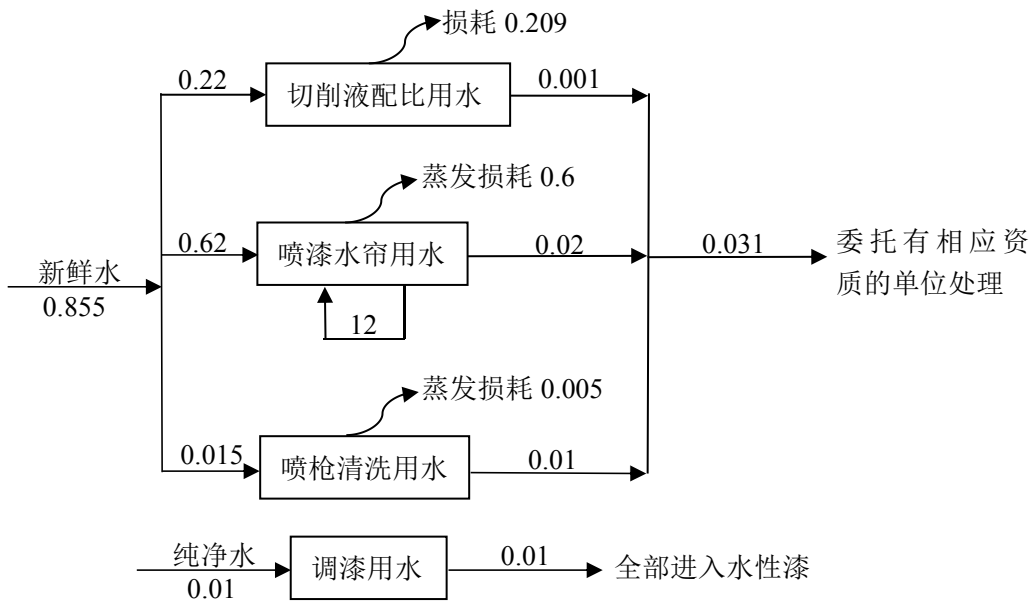 损耗 0.209
0.22
切削液配比用水
0.001
蒸发损耗 0.6
0.62
喷漆水帘用水
0.02
0.031
委托有相应资
质的单位处理
新鲜水
0.855
12
蒸发损耗 0.005
0.015
喷枪清洗用水
0.01
纯净水
0.01
调漆用水
0.01
全部进入水性漆